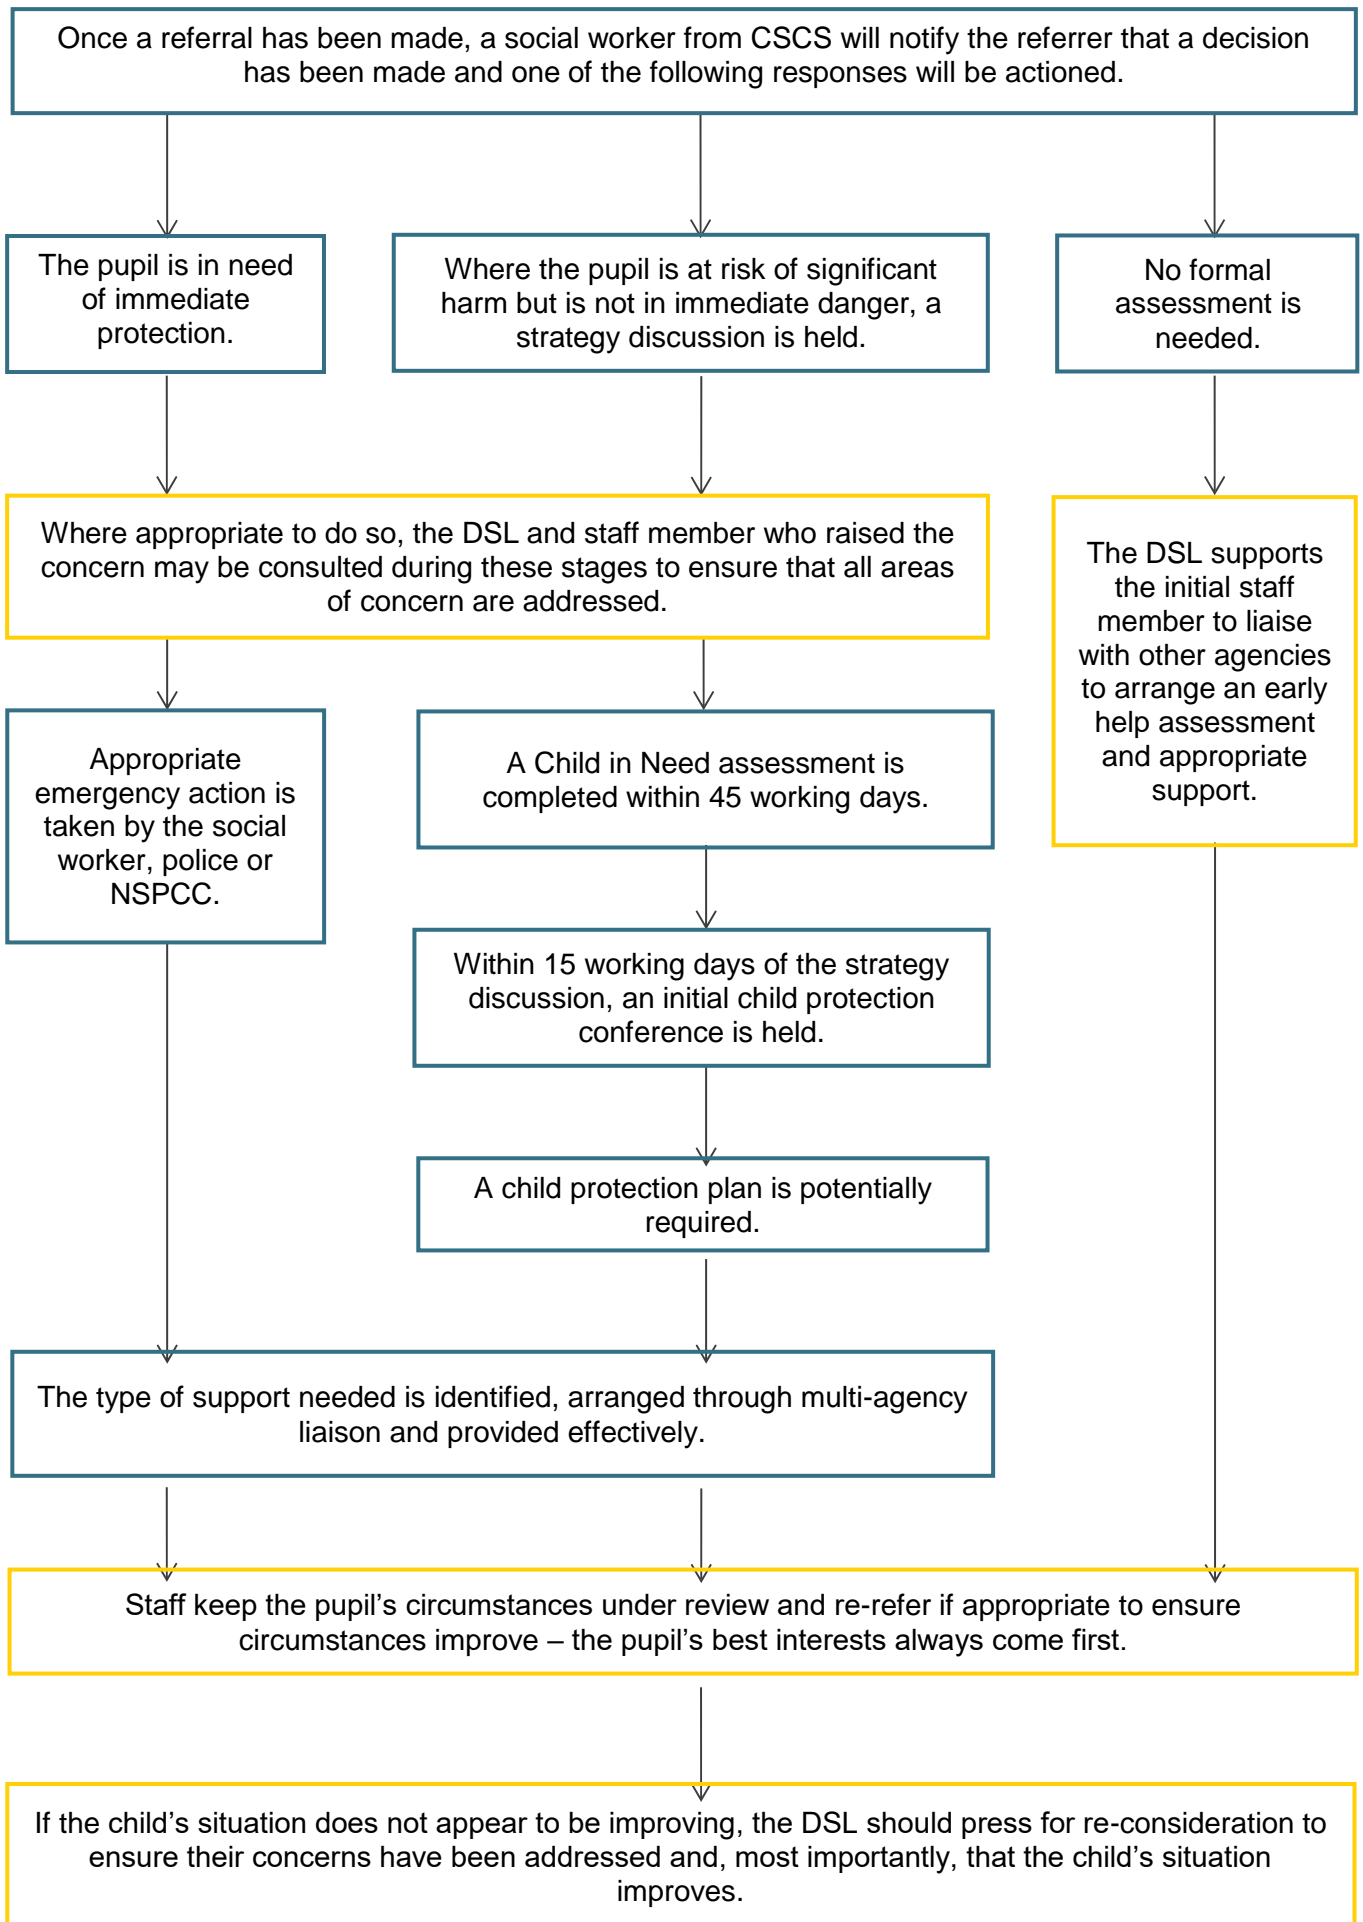 Once a referral has been made, a social worker from CSCS will notify the referrer that a decision
has been made and one of the following responses will be actioned.
The pupil is in need
of immediate
protection.
Where the pupil is at risk of significant
harm but is not in immediate danger, a
strategy discussion is held.
No formal
assessment is
needed.
Where appropriate to do so, the DSL and staff member who raised the
concern may be consulted during these stages to ensure that all areas
of concern are addressed.
The DSL supports
the initial staff
member to liaise
with other agencies
to arrange an early
help assessment
and appropriate
support.
Appropriate
emergency action is
taken by the social
worker, police or
NSPCC.
A Child in Need assessment is
completed within 45 working days.
Within 15 working days of the strategy
discussion, an initial child protection
conference is held.
A child protection plan is potentially
required.
The type of support needed is identified, arranged through multi-agency
liaison and provided effectively.
Staff keep the pupil’s circumstances under review and re-refer if appropriate to ensure
circumstances improve – the pupil’s best interests always come first.
If the child’s situation does not appear to be improving, the DSL should press for re-consideration to
ensure their concerns have been addressed and, most importantly, that the child’s situation
improves.